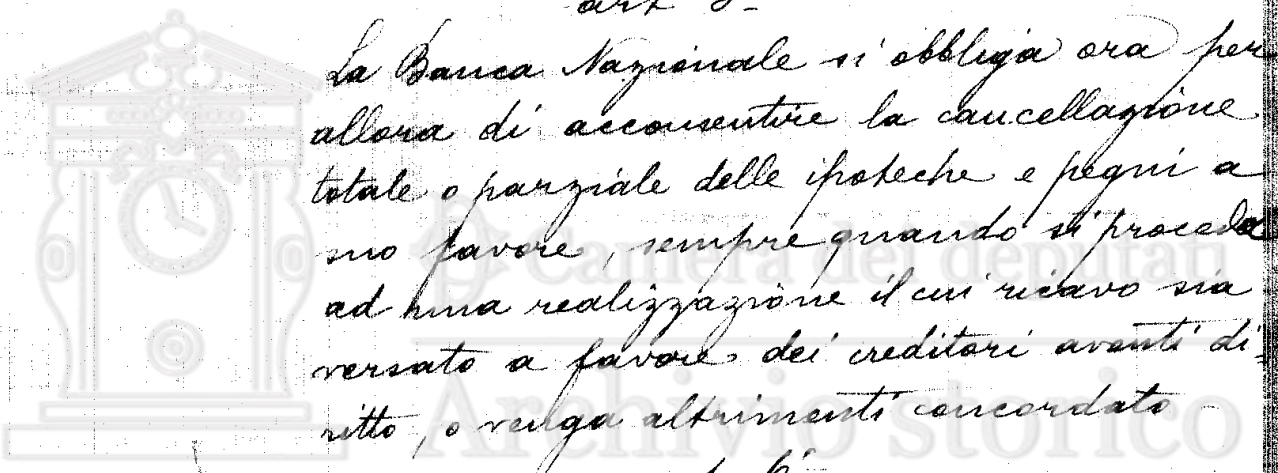 art
La Banca Nazionale si obbliga ora per
allora di acconsentire la cancellazione
totale o parziale delle ipoteche e pegni a
suo favore, sempre quando si proceda
Camera dei deputati
ad una realizzazione il cui ricavo sia
versato a favore dei creditori aventi di=
Archivio storico
ritto, o venga altrimenti concordato